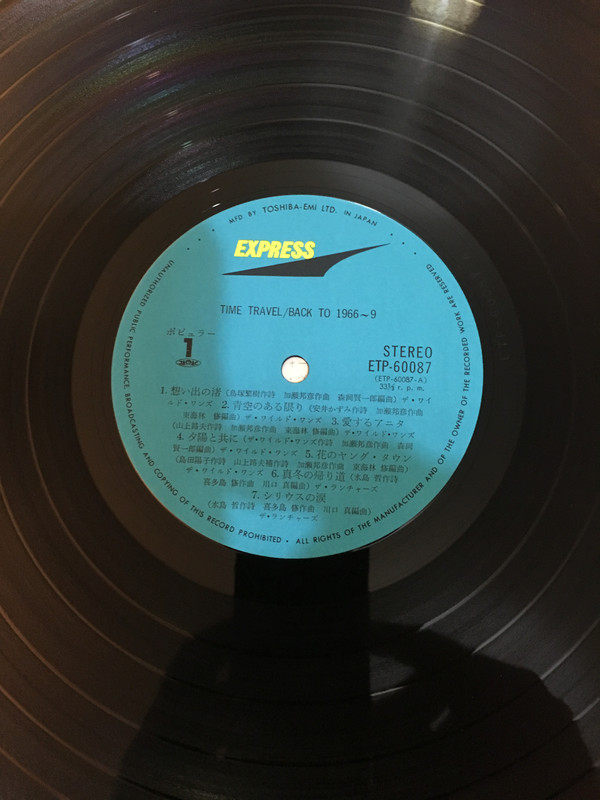 MFD BY TOSHIBA-EMI LTD. IN JAPAN
EXPRESS
TIME TRAVEL/BACK TO 1966~9
ポピュラー
1
STEREO
ETP-60087
(ETP-60087-A)
33⅓ r. p. m.
1. 想い出の渚 (鳥塚繁樹作詩 加瀬邦彦作曲 森岡賢一郎編曲) ザ・ワイ
ルド・ワンズ 2. 青空のある限り (安井かずみ作詩 加瀬邦彦作曲
東海林 修編曲) ザ・ワイルド・ワンズ 3. 愛するアニタ
(山上路夫作詩 加瀬邦彦作曲 東海林 修編曲) ザ・ワイルド・ワンズ
4. 夕陽と共に (ザ・ワイルド・ワンズ作詩 加瀬邦彦作曲 森岡
賢一郎編曲) ザ・ワイルド・ワンズ 5. 花のヤング・タウン
(島田陽子作詩 山上路夫補作詩 加瀬邦彦作曲 東海林 修編曲)
ザ・ワイルド・ワンズ 6. 真冬の帰り道 (水島 哲作詩
喜多島 修作曲 川口 真編曲) ザ・ランチャーズ
7. シリウスの涙
(水島 哲作詩 喜多島 修作曲 川口 真編曲)
ザ・ランチャーズ
UNAUTHORIZED PUBLIC PERFORMANCE, BROADCASTING AND COPYING OF THIS RECORD PROHIBITED • ALL RIGHTS OF THE MANUFACTURER AND OF THE OWNER OF THE RECORDED WORK ARE RESERVED